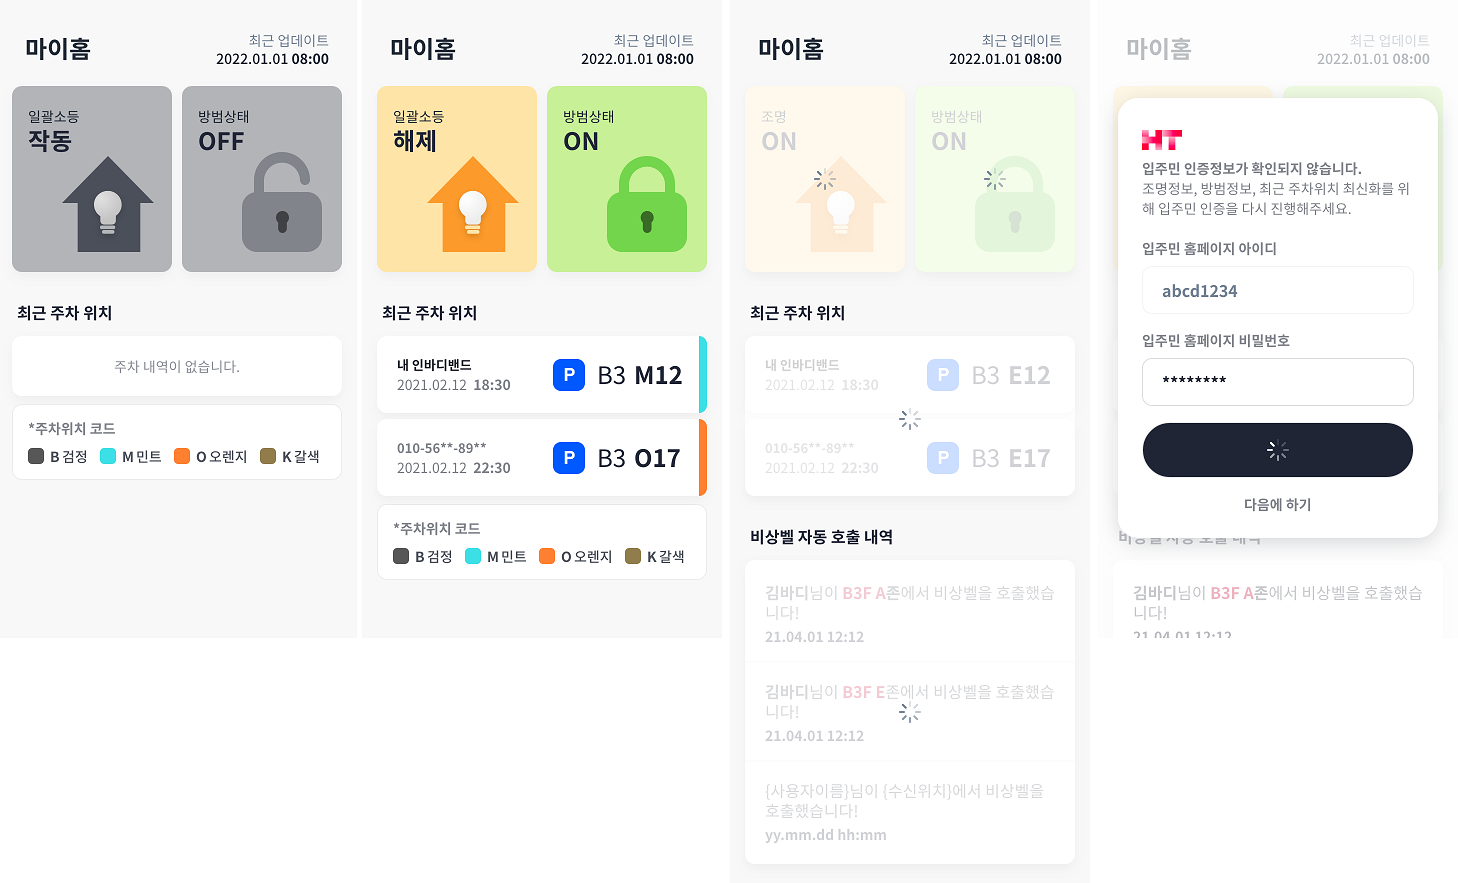 마이홈
최근 업데이트
2022.01.01 08:00
일괄소등
작동
방범상태
OFF
최근 주차 위치
주차 내역이 없습니다.
*주차위치 코드
B 검정 M 민트 O 오렌지 K 갈색
마이홈
최근 업데이트
2022.01.01 08:00
일괄소등
해제
방범상태
ON
최근 주차 위치
내 인바디밴드
2021.02.12 18:30
P B3 M12
010-56**-89**
2021.02.12 22:30
P B3 O17
*주차위치 코드
B 검정 M 민트 O 오렌지 K 갈색
마이홈
최근 업데이트
2022.01.01 08:00
조명
ON
방범상태
ON
최근 주차 위치
내 인바디밴드
2021.02.12 18:30
P B3 E12
010-56**-89**
2021.02.12 22:30
P B3 E17
비상벨 자동 호출 내역
김바디님이 B3F A존에서 비상벨을 호출했습
니다!
21.04.01 12:12
김바디님이 B3F E존에서 비상벨을 호출했습
니다!
21.04.01 12:12
{사용자이름}님이 {수신위치}에서 비상벨을
호출했습니다!
yy.mm.dd hh:mm
마이홈
최근 업데이트
2022.01.01 08:00
HT
입주민 인증정보가 확인되지 않습니다.
조명정보, 방범정보, 최근 주차위치 최신화를 위
해 입주민 인증을 다시 진행해주세요.
입주민 홈페이지 아이디
abcd1234
입주민 홈페이지 비밀번호
********
다음에 하기
비상벨 자동 호출 내역
김바디님이 B3F A존에서 비상벨을 호출했습
니다!
21.04.01 12:12